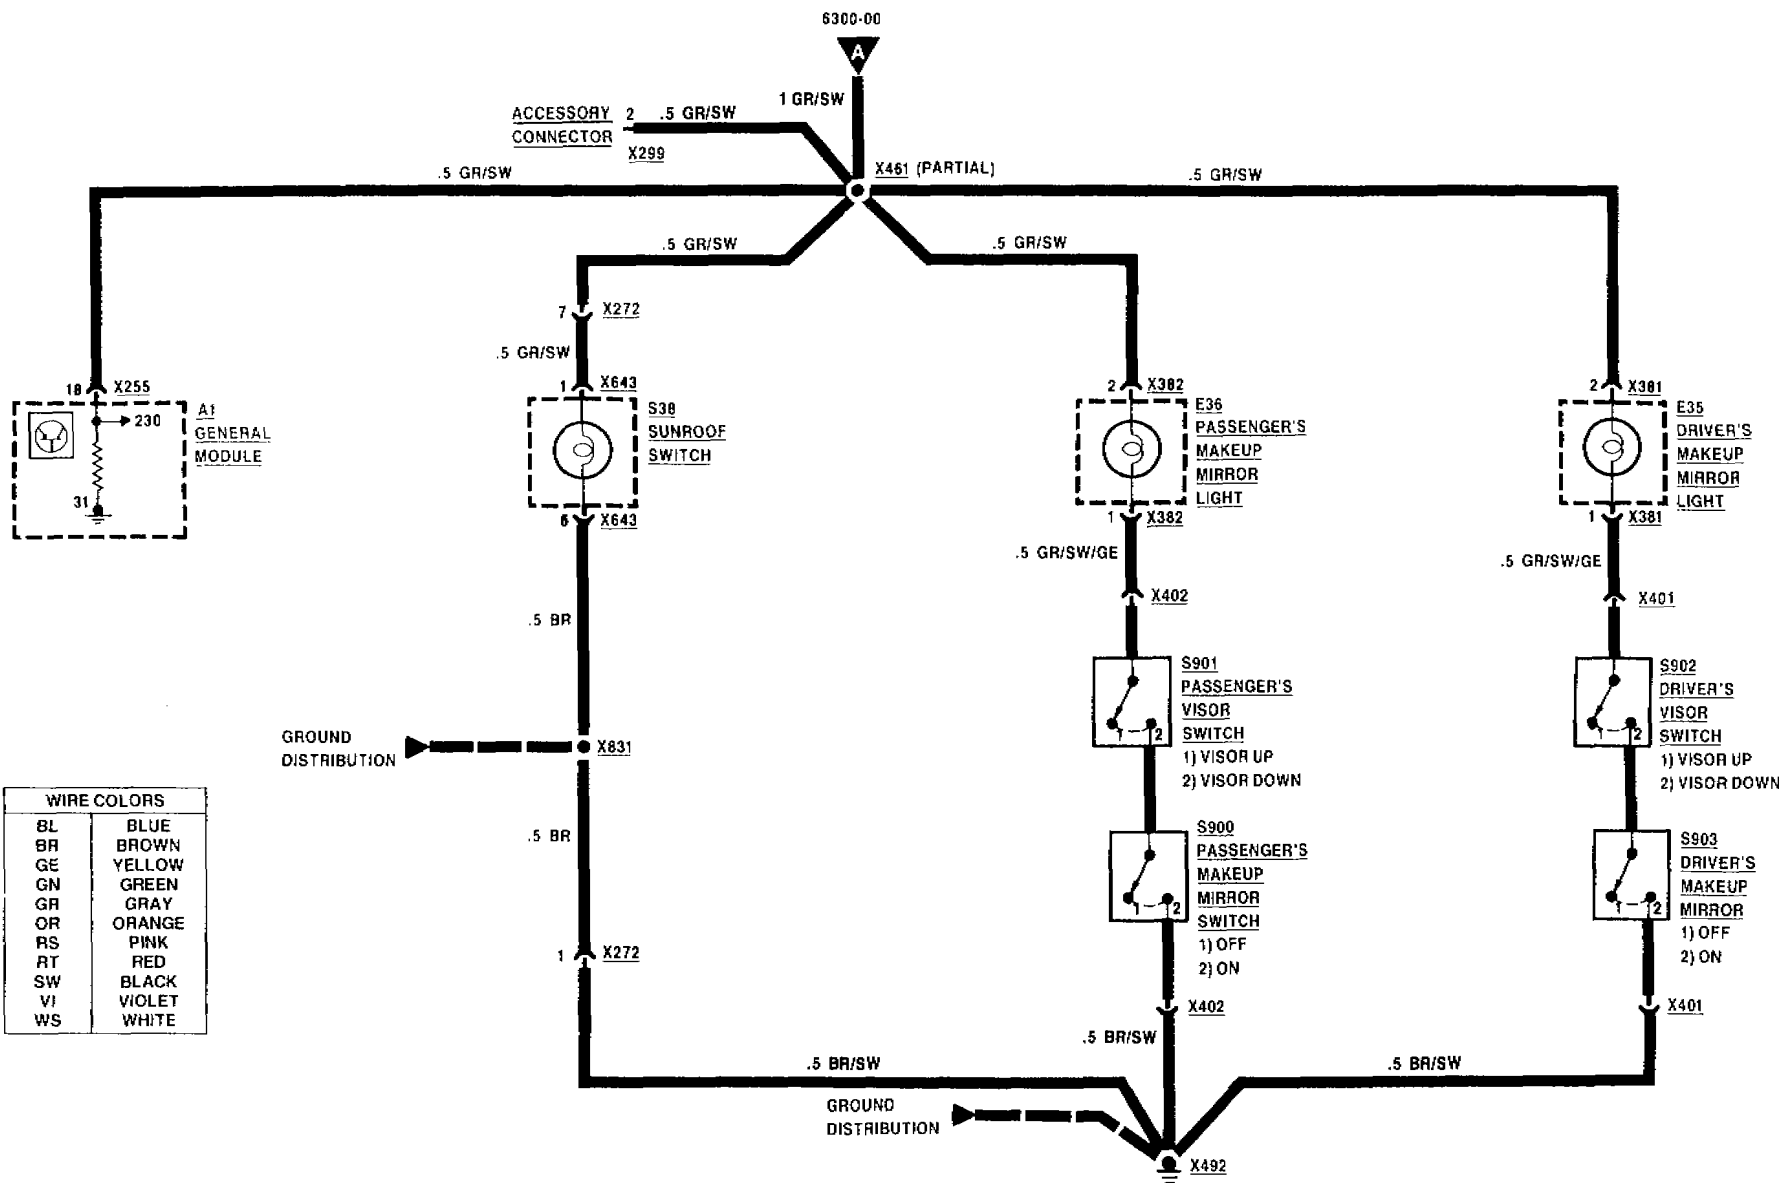 6300-00
A
1 GR/SW
ACCESSORY 2 .5 GR/SW
CONNECTOR
X299
X461 (PARTIAL)
.5 GR/SW
.5 GR/SW
.5 GR/SW
.5 GR/SW
7 X272
.5 GR/SW
18 X255
230
31
A1
GENERAL
MODULE
1 X643
S38
SUNROOF
SWITCH
6 X643
2 X382
E36
PASSENGER'S
MAKEUP
MIRROR
LIGHT
1 X382
2 X381
E35
DRIVER'S
MAKEUP
MIRROR
LIGHT
1 X381
.5 GR/SW/GE
.5 GR/SW/GE
X402
X401
.5 BR
1 2
S901
PASSENGER'S
VISOR
SWITCH
1) VISOR UP
2) VISOR DOWN
1 2
S902
DRIVER'S
VISOR
SWITCH
1) VISOR UP
2) VISOR DOWN
GROUND
DISTRIBUTION
X831
.5 BR
1 2
S900
PASSENGER'S
MAKEUP
MIRROR
SWITCH
1) OFF
2) ON
1 2
S903
DRIVER'S
MAKEUP
MIRROR
1) OFF
2) ON
WIRE COLORS
BL BLUE
BR BROWN
GE YELLOW
GN GREEN
GR GRAY
OR ORANGE
RS PINK
RT RED
SW BLACK
VI VIOLET
WS WHITE
1 X272
X402
X401
.5 BR/SW
.5 BR/SW
.5 BR/SW
GROUND
DISTRIBUTION
X492